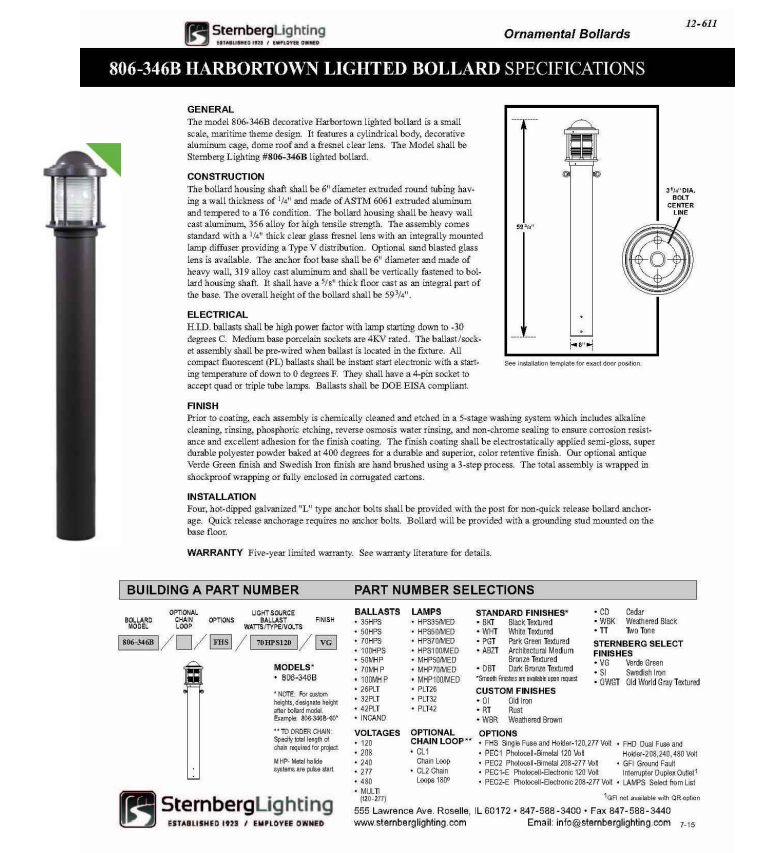 SternbergLighting
ESTABLISHED 1923 / EMPLOYEE OWNED
Ornamental Bollards
12-611
806-346B HARBORTOWN LIGHTED BOLLARD SPECIFICATIONS
GENERAL
The model 806-346B decorative Harbortown lighted bollard is a small
scale, maritime theme design. It features a cylindrical body, decorative
aluminum cage, dome roof and a fresnel clear lens. The Model shall be
Sternberg Lighting #806-346B lighted bollard.
CONSTRUCTION
The bollard housing shaft shall be 6" diameter extruded round tubing hav-
ing a wall thickness of 1/4" and made of ASTM 6061 extruded aluminum
and tempered to a T6 condition. The bollard housing shall be heavy wall
cast aluminum, 356 alloy for high tensile strength. The assembly comes
standard with a 1/4" thick clear glass fresnel lens with an integrally mounted
lamp diffuser providing a Type V distribution. Optional sand blasted glass
lens is available. The anchor foot base shall be 6" diameter and made of
heavy wall, 319 alloy cast aluminum and shall be vertically fastened to bol-
lard housing shaft. It shall have a 5/8" thick floor cast as an integral part of
the base. The overall height of the bollard shall be 59 3/4".
59 3/4"
DIA.
BOLT
CENTER
LINE
6"
See installation template for exact door position.
ELECTRICAL
H.I.D. ballasts shall be high power factor with lamp starting down to -30
degrees C. Medium base porcelain sockets are 4KV rated. The ballast/sock-
et assembly shall be pre-wired when ballast is located in the fixture. All
compact fluorescent (PL) ballasts shall be instant start electronic with a start-
ing temperature of down to 0 degrees F. They shall have a 4-pin socket to
accept quad or triple tube lamps. Ballasts shall be DOE EISA compliant.
FINISH
Prior to coating, each assembly is chemically cleaned and etched in a 5-stage washing system which includes alkaline
cleaning, rinsing, phosphoric etching, reverse osmosis water rinsing, and non-chrome sealing to ensure corrosion resist-
ance and excellent adhesion for the finish coating. The finish coating shall be electrostatically applied semi-gloss, super
durable polyester powder baked at 400 degrees for a durable and superior, color retentive finish. Our optional antique
Verde Green finish and Swedish Iron finish are hand brushed using a 3-step process. The total assembly is wrapped in
shockproof wrapping or fully enclosed in corrugated cartons.
INSTALLATION
Four, hot-dipped galvanized "L" type anchor bolts shall be provided with the post for non-quick release bollard anchor-
age. Quick release anchorage requires no anchor bolts. Bollard will be provided with a grounding stud mounted on the
base floor.
WARRANTY Five-year limited warranty. See warranty literature for details.
BUILDING A PART NUMBER
BOLLARD MODEL
OPTIONAL CHAIN LOOP
OPTIONS
LIGHT SOURCE BALLAST WATTS/TYPE/VOLTS
FINISH
806-346B / / FHS / 70HPS120 / VG
MODELS*
• 806-346B
* NOTE: For custom
heights, designate height
after bollard model.
Example: 806-346B-60"
** TO ORDER CHAIN:
Specify total length of
chain required for project.
MHP- Metal halide
systems are pulse start.
PART NUMBER SELECTIONS
BALLASTS
• 35HPS
• 50HPS
• 70HPS
• 100HPS
• 50MHP
• 70MHP
• 100MHP
• 26PLT
• 32PLT
• 42PLT
• INCAND
LAMPS
• HPS35/MED
• HPS50/MED
• HPS70/MED
• HPS100/MED
• MHP50/MED
• MHP70/MED
• MHP100/MED
• PLT26
• PLT32
• PLT42
STANDARD FINISHES*
• BKT Black Textured
• WHT White Textured
• PGT Park Green Textured
• ABZT Architectural Medium
Bronze Textured
• DBT Dark Bronze Textured
*Smooth Finishes are available upon request
CUSTOM FINISHES
• OI Old Iron
• RT Rust
• WBR Weathered Brown
• CD Cedar
• WBK Weathered Black
• TT Two Tone
STERNBERG SELECT
FINISHES
• VG Verde Green
• SI Swedish Iron
• OWGT Old World Gray Textured
VOLTAGES
• 120
• 208
• 240
• 277
• 480
• MULTI
(120-277)
OPTIONAL
CHAIN LOOP**
• CL1
Chain Loop
• CL2 Chain
Loops 180º
OPTIONS
• FHS Single Fuse and Holder-120,277 Volt
• PEC1 Photocell-Bimetal 120 Volt
• PEC2 Photocell-Bimetal 208-277 Volt
• PEC1-E Photocell-Electronic 120 Volt
• PEC2-E Photocell-Electronic 208-277 Volt
• FHD Dual Fuse and
Holder-208,240,480 Volt
• GFI Ground Fault
Interrupter Duplex Outlet†
• LAMPS Select from List
†GFI not available with QR option
SternbergLighting
ESTABLISHED 1923 / EMPLOYEE OWNED
555 Lawrence Ave. Roselle, IL 60172 • 847-588-3400 • Fax 847-588-3440
www.sternberglighting.com Email: info@sternberglighting.com 7-15